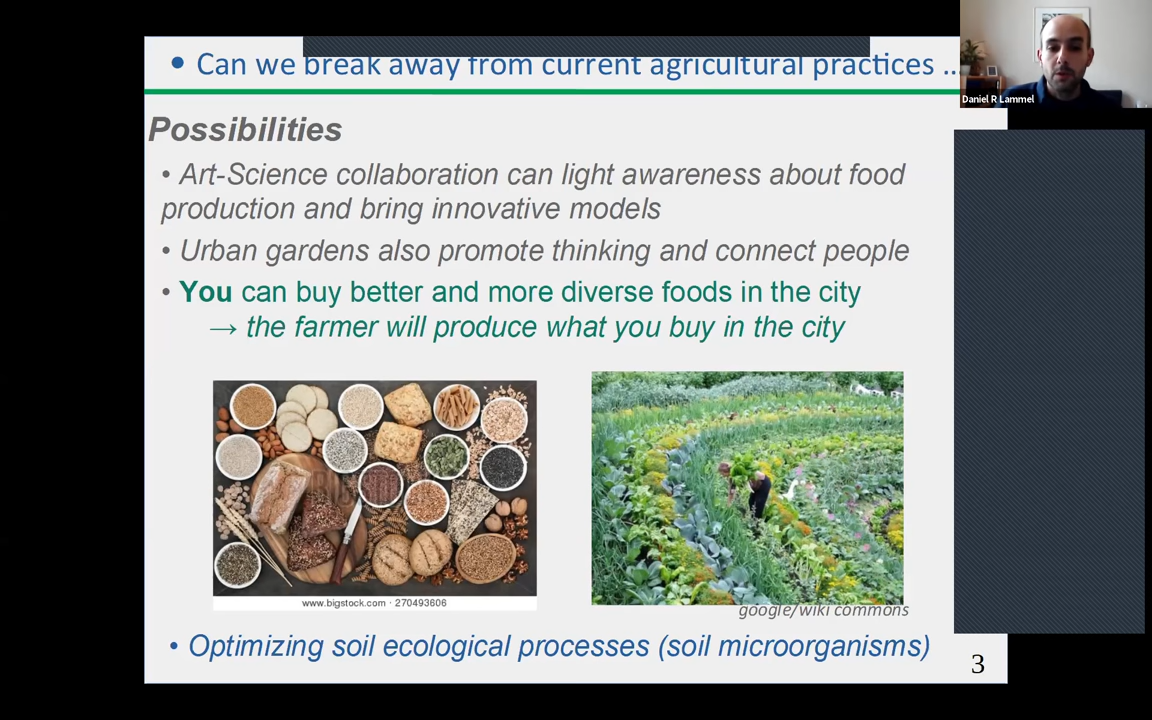 • Can we break away from current agricultural practices ...
Daniel R Lammel
Possibilities
• Art-Science collaboration can light awareness about food
production and bring innovative models
• Urban gardens also promote thinking and connect people
• You can buy better and more diverse foods in the city
→ the farmer will produce what you buy in the city
www.bigstock.com · 270493606
google/wiki commons
• Optimizing soil ecological processes (soil microorganisms)
3